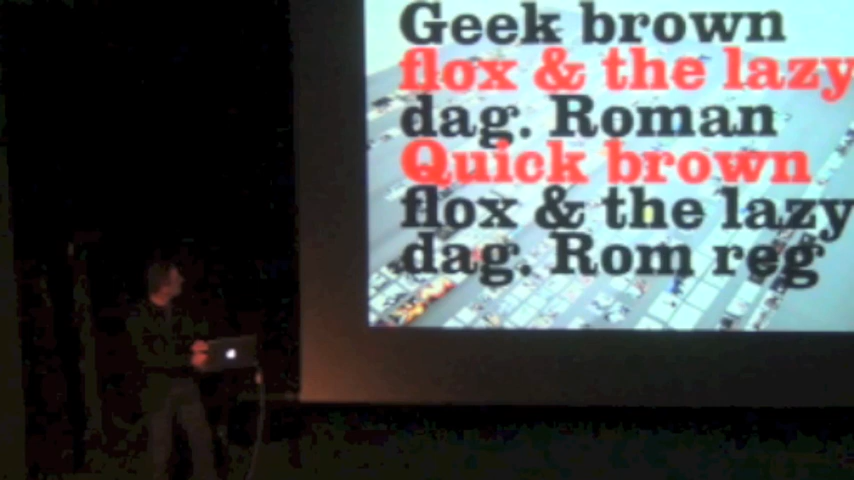 Geek brown
flox & the lazy
dag. Roman
Quick brown
flox & the lazy
dag. Rom reg